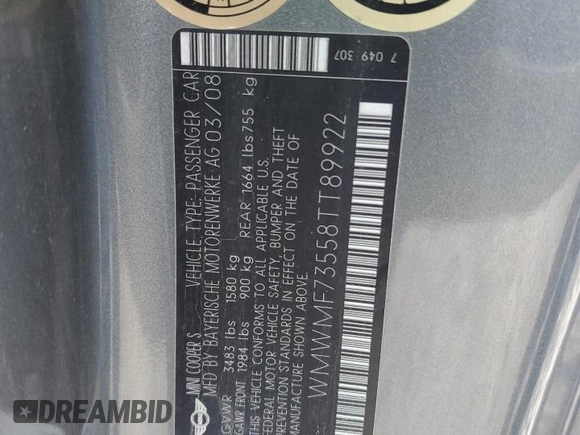 MINI COOPER S VEHICLE TYPE: PASSENGER CAR
MFD BY BAYERISCHE MOTORENWERKE AG 03/08
GVWR 3483 lbs 1580 kg
GAWR FRONT 1984 lbs 900 kg REAR 1664 lbs 755 kg
THIS VEHICLE CONFORMS TO ALL APPLICABLE U.S.
FEDERAL MOTOR VEHICLE SAFETY, BUMPER AND THEFT
PREVENTION STANDARDS IN EFFECT ON THE DATE
OF MANUFACTURE SHOWN ABOVE.
WMWMF73558TT89922
7 049 307
DREAMBID